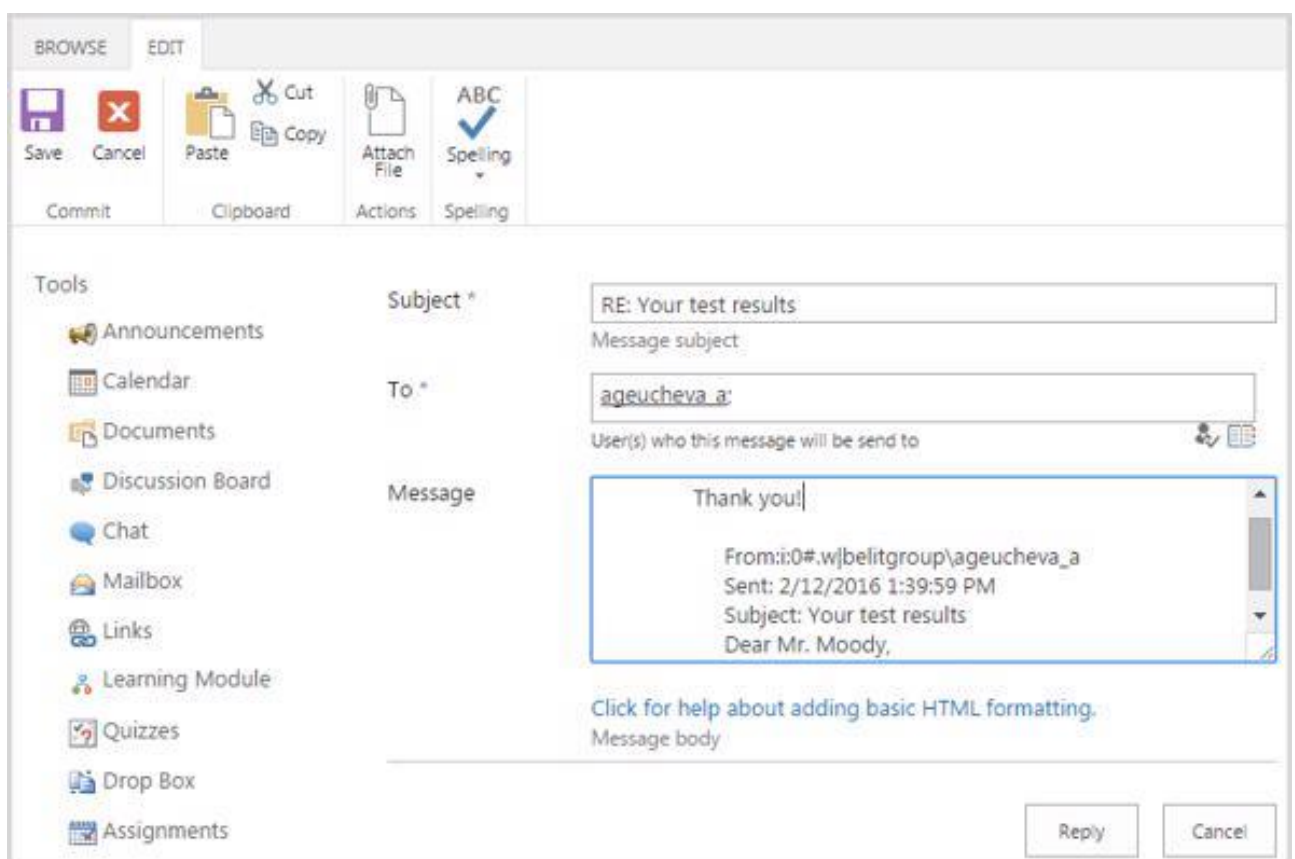 BROWSE EDIT
Save
Cancel
Paste
Cut
Copy
Attach
File
ABC
Spelling
Commit
Clipboard
Actions
Spelling
Tools
Announcements
Calendar
Documents
Discussion Board
Chat
Mailbox
Links
Learning Module
Quizzes
Drop Box
Assignments
Subject *
RE: Your test results
Message subject
To *
ageucheva_a;
User(s) who this message will be send to
Message
Thank you!
From:i:0#.w|belitgroup\ageucheva_a
Sent: 2/12/2016 1:39:59 PM
Subject: Your test results
Dear Mr. Moody,
Click for help about adding basic HTML formatting.
Message body
Reply
Cancel